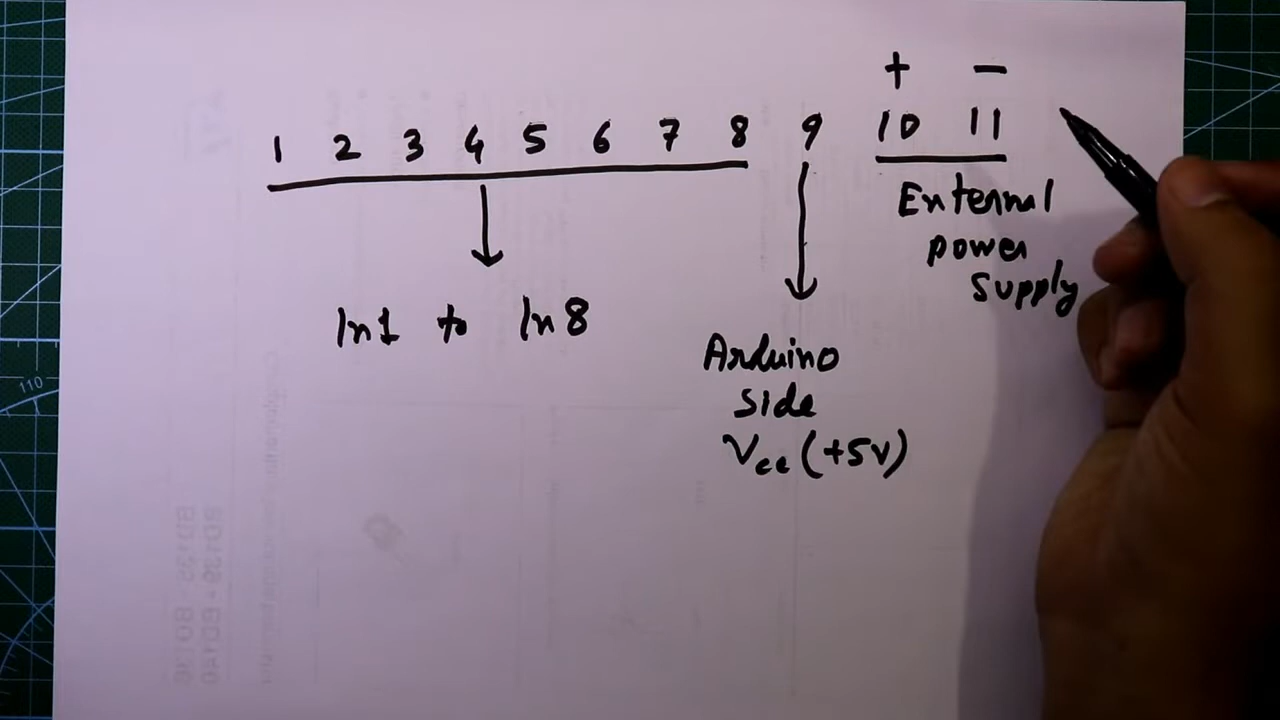 + −
1 2 3 4 5 6 7 8 9 10 11
External
power
Supply
In1 to In8
Arduino
side
Vcc (+5v)
110